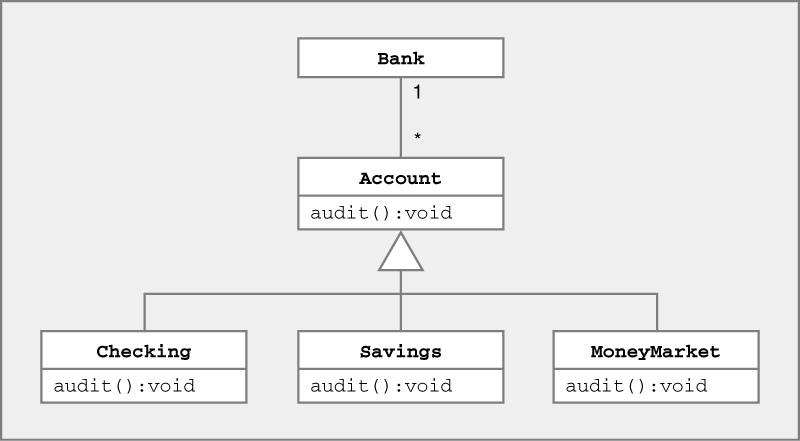 Bank
1
*
Account
audit():void
Checking
Savings
MoneyMarket
audit():void
audit():void
audit():void